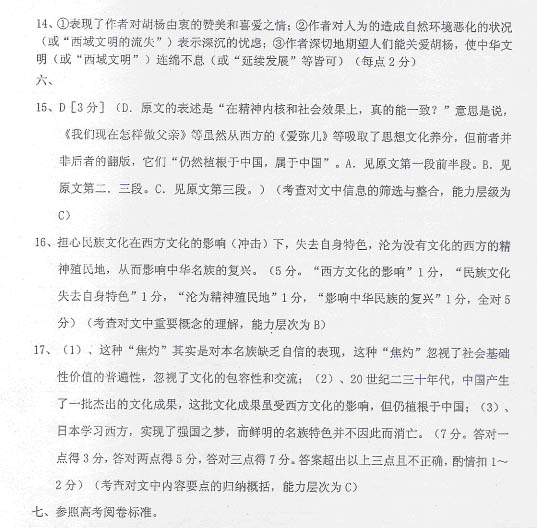 14、①表现了作者对胡杨由衷的赞美和喜爱之情；②作者对人为的造成自然环境恶化的状况
（或“西域文明的流失”）表示深沉的忧虑；③作者深切地期望人们能关爱胡杨，使中华文
明（或“西域文明”）连绵不息（或“延续发展”等皆可）（每点 2 分）
六、
15、D［3 分］（D．原文的表述是“在精神内核和社会效果上，真的能一致？”意思是说，
《我们现在怎样做父亲》等虽然从西方的《爱弥儿》等吸取了思想文化养分，但前者并
非后者的翻版，它们“仍然植根于中国，属于中国”。A．见原文第一段前半段。B．见
原文第二．三段。C．见原文第三段。）（考查对文中信息的筛选与整合，能力层级为
C）
16、担心民族文化在西方文化的影响（冲击）下，失去自身特色，沦为没有文化的西方的精
神殖民地，从而影响中华名族的复兴。（5 分。“西方文化的影响”1 分，“民族文化
失去自身特色”1 分，“沦为精神殖民地”1 分，“影响中华民族的复兴”1 分，全对 5
分）（考查对文中重要概念的理解，能力层次为 B）
17、（1）、这种“焦灼”其实是对本名族缺乏自信的表现，这种“焦灼”忽视了社会基础
性价值的普遍性，忽视了文化的包容性和交流；（2）、20 世纪二三十年代，中国产生
了一批杰出的文化成果，这批文化成果虽受西方文化的影响，但仍植根于中国；（3）、
日本学习西方，实现了强国之梦，而鲜明的名族特色并不因此而消亡。（7 分。答对一
点得 3 分，答对两点得 5 分，答对三点得 7 分。答案超出以上三点且不正确，酌情扣 1～
2 分）（考查对文中内容要点的归纳概括，能力层次为 C）
七、参照高考阅卷标准。